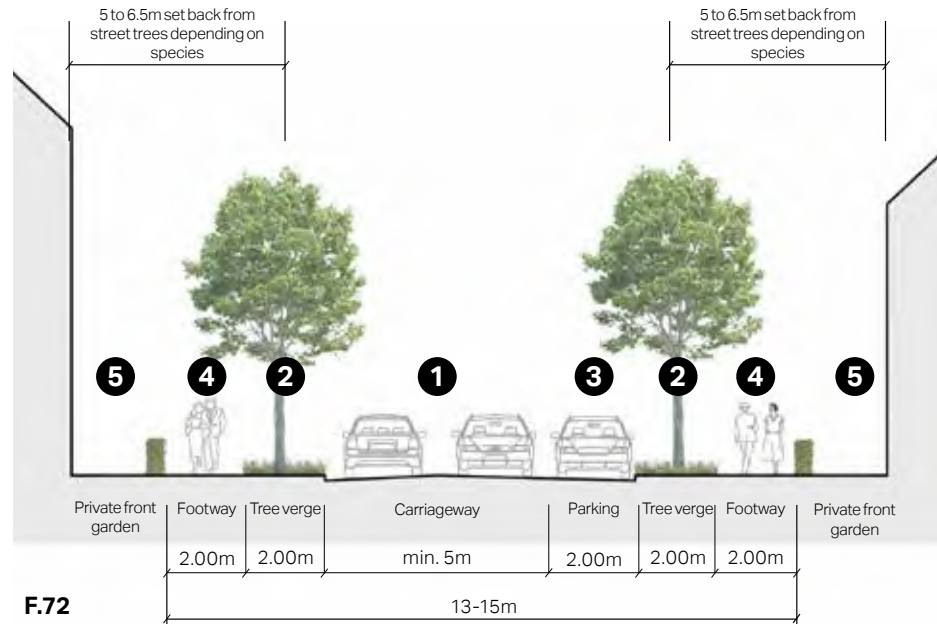 5 to 6.5m set back from
street trees depending on
species
5 to 6.5m set back from
street trees depending on
species
5
4
2
1
3
2
4
5
Private front
garden
Footway
Tree verge
Carriageway
Parking
Tree verge
Footway
Private front
garden
2.00m
2.00m
min. 5m
2.00m
2.00m
2.00m
F.72
13-15m